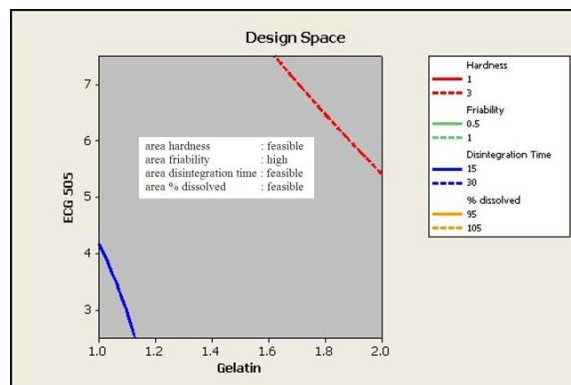 Design Space
7
6
5
4
3
ECG 505
area hardness : feasible
area friability : high
area disintegration time : feasible
area % dissolved : feasible
1.0 1.2 1.4 1.6 1.8 2.0
Gelatin
Hardness
1
3
Friability
0.5
1
Disintegration Time
15
30
% dissolved
95
105